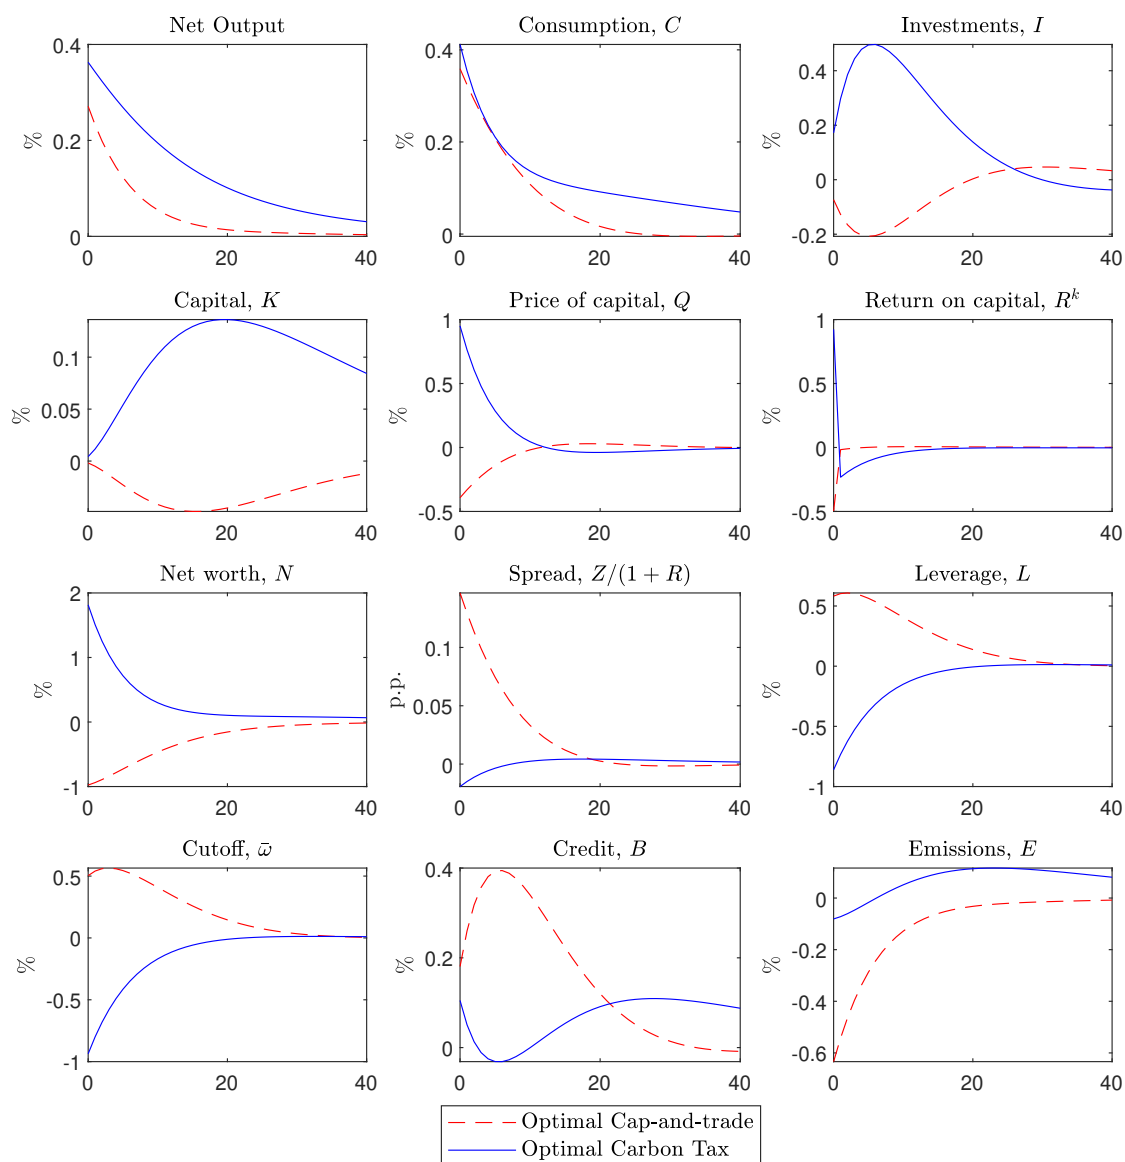 Net Output
Consumption, C
Investments, I
%
0.4
0.2
0
0 20 40
%
0.4
0.2
0
0 20 40
%
0.4
0.2
0
-0.2
0 20 40
Capital, K
Price of capital, Q
Return on capital, R^k
%
0.1
0.05
0
0 20 40
%
1
0.5
0
-0.5
0 20 40
%
1
0.5
0
-0.5
0 20 40
Net worth, N
Spread, Z/(1 + R)
Leverage, L
%
2
1
0
-1
0 20 40
p.p.
0.1
0.05
0
0 20 40
%
0.5
0
-0.5
-1
0 20 40
Cutoff, ω̄
Credit, B
Emissions, E
%
0.5
0
-0.5
-1
0 20 40
%
0.4
0.2
0
0 20 40
%
0
-0.2
-0.4
-0.6
0 20 40
Optimal Cap-and-trade
Optimal Carbon Tax